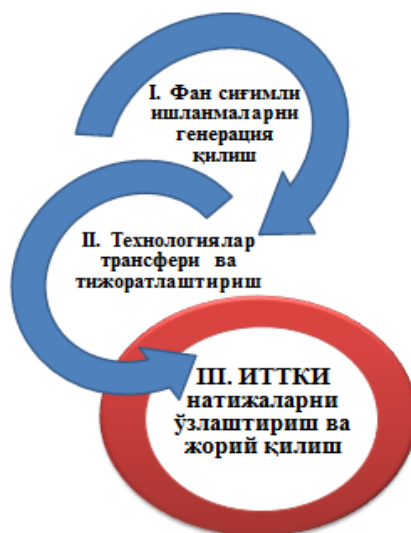 I. Фан сиғимли
ишланмаларни
генерация
қилиш
II. Технологиялар
трансфери ва
тижоратлаштириш
III. ИТТКИ
натижаларни
ўзлаштириш ва
жорий қилиш